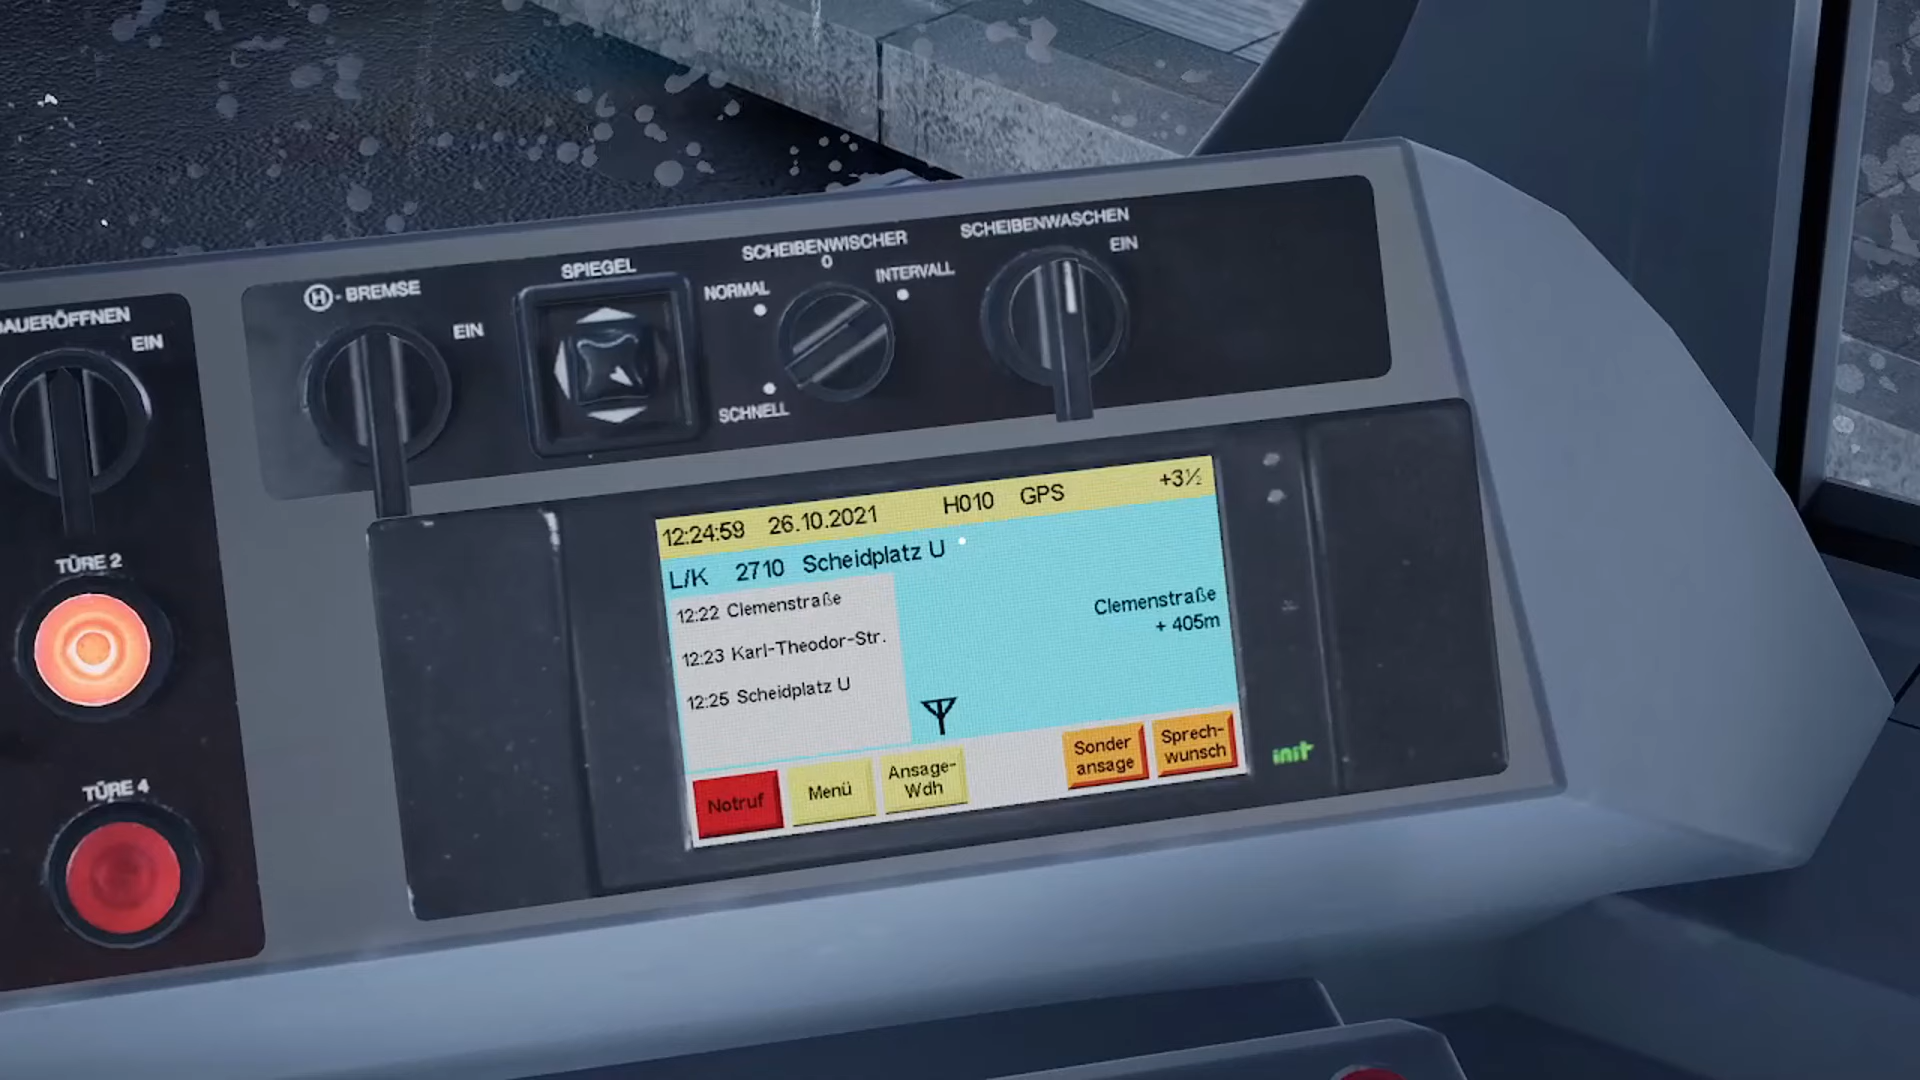 DAUERÖFFNEN
EIN
H - BREMSE
EIN
SPIEGEL
SCHEIBENWISCHER
0
NORMAL
INTERVALL
SCHNELL
SCHEIBENWASCHEN
EIN
TÜRE 2
TÜRE 4
12:24:59 26.10.2021 H010 GPS +3½
L/K 2710 Scheidplatz U
12:22 Clemenstraße
12:23 Karl-Theodor-Str.
12:25 Scheidplatz U
Clemenstraße
+ 405m
Notruf
Menü
Ansage-
Wdh
Sonder
ansage
Sprech-
wunsch
init